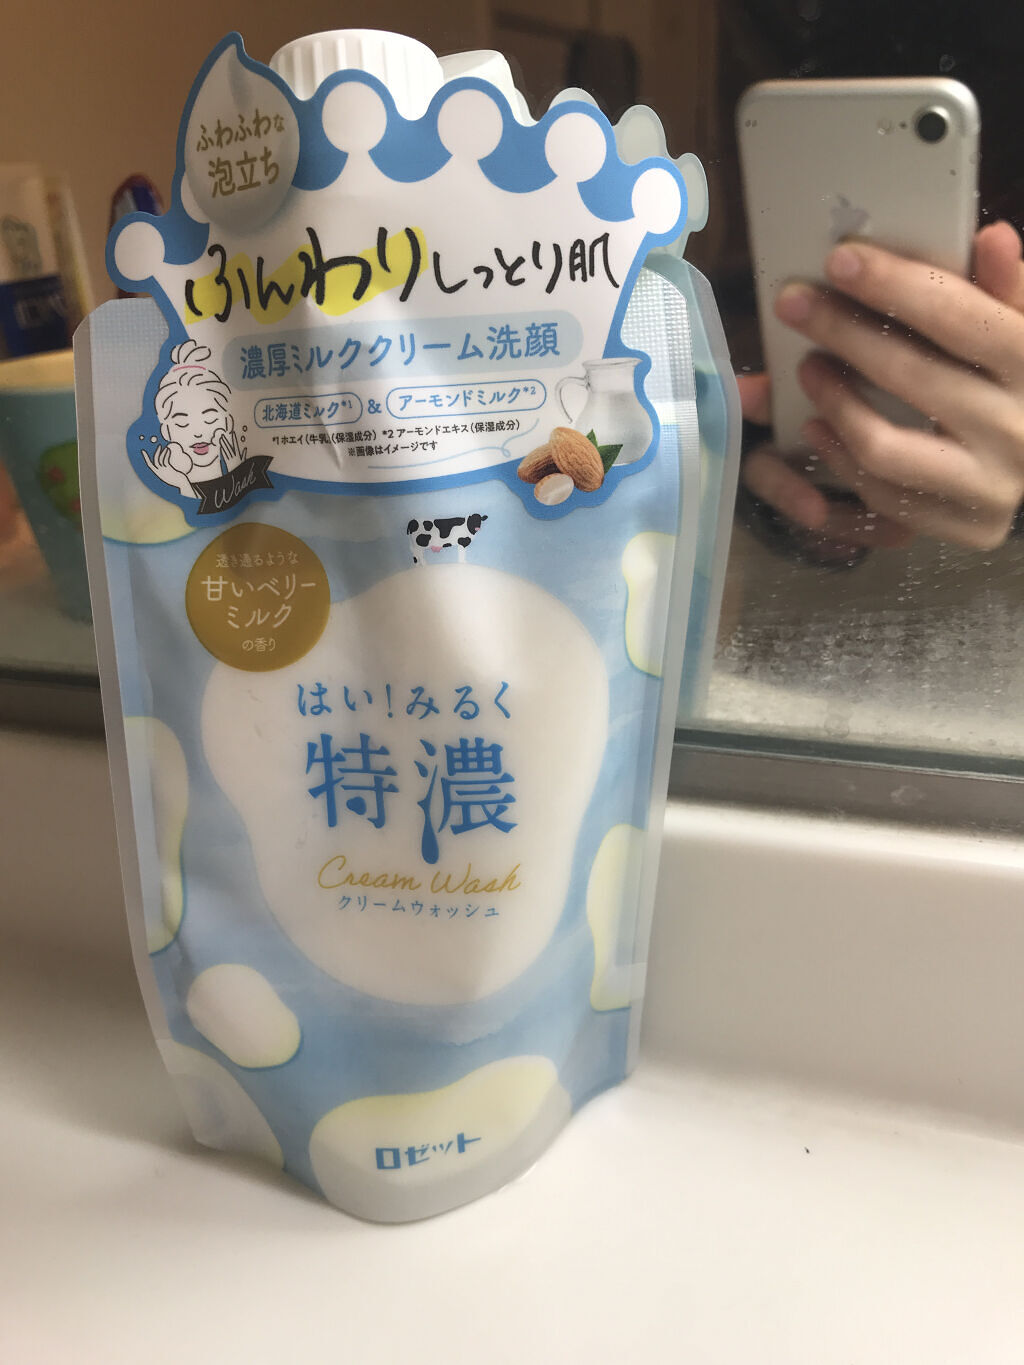 ふわふわな
泡立ち
ふんわりしっとり肌
濃厚ミルククリーム洗顔
北海道ミルク*1 & アーモンドミルク*2
*1 ホエイ(牛乳)(保湿成分) *2 アーモンドエキス(保湿成分)
※画像はイメージです
Wash
透き通るような
甘いベリー
ミルク
の香り
はい!みるく
特濃
Cream Wash
クリームウォッシュ
ロゼット